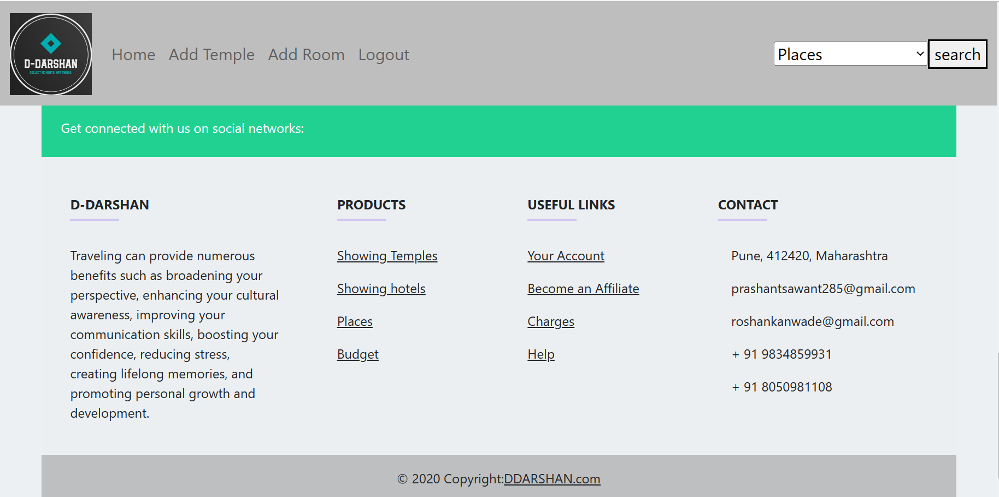 D-DARSHAN
COLLECT MOMENTS, NOT THINGS.
Home Add Temple Add Room Logout
Places
search
Get connected with us on social networks:
D-DARSHAN
Traveling can provide numerous
benefits such as broadening your
perspective, enhancing your cultural
awareness, improving your
communication skills, boosting your
confidence, reducing stress,
creating lifelong memories, and
promoting personal growth and
development.
PRODUCTS
Showing Temples
Showing hotels
Places
Budget
USEFUL LINKS
Your Account
Become an Affiliate
Charges
Help
CONTACT
Pune, 412420, Maharashtra
prashantsawant285@gmail.com
roshankanwade@gmail.com
+ 91 9834859931
+ 91 8050981108
© 2020 Copyright:DDARSHAN.com